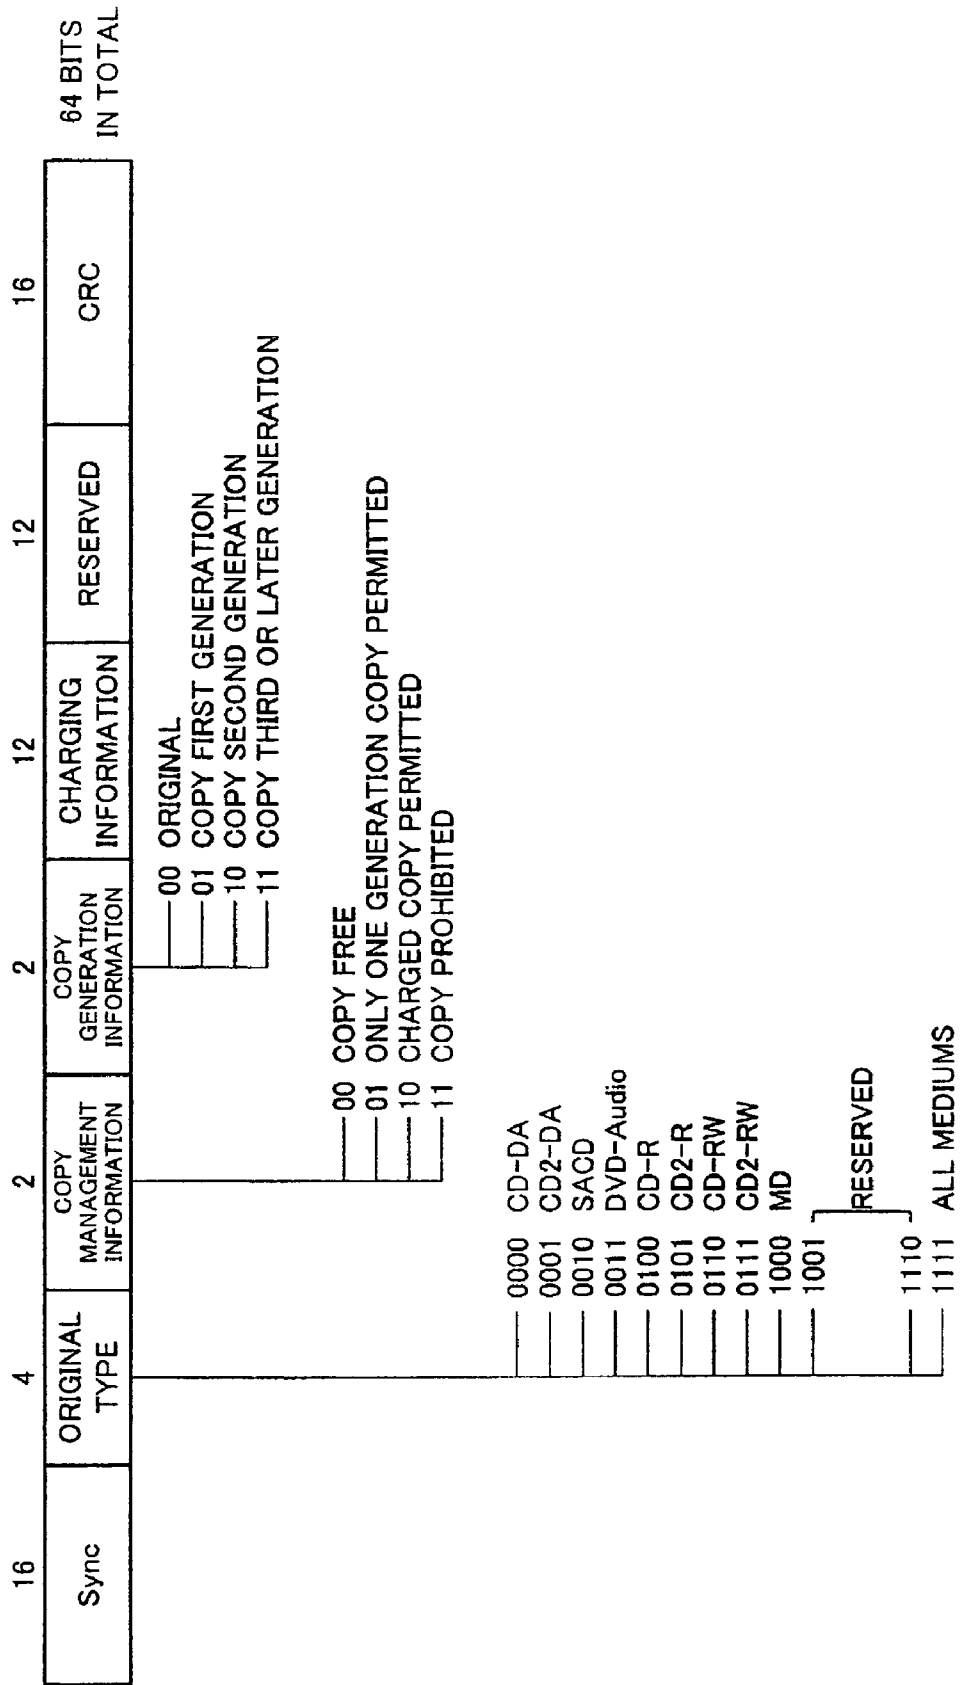 16
4
2
2
12
12
16
Sync
ORIGINAL
TYPE
COPY
MANAGEMENT
INFORMATION
COPY
GENERATION
INFORMATION
CHARGING
INFORMATION
RESERVED
CRC
64 BITS
IN TOTAL
00 ORIGINAL
01 COPY FIRST GENERATION
10 COPY SECOND GENERATION
11 COPY THIRD OR LATER GENERATION
00 COPY FREE
01 ONLY ONE GENERATION COPY PERMITTED
10 CHARGED COPY PERMITTED
11 COPY PROHIBITED
0000 CD-DA
0001 CD2-DA
0010 SACD
0011 DVD-Audio
0100 CD-R
0101 CD2-R
0110 CD-RW
0111 CD2-RW
1000 MD
1001
RESERVED
1110
1111 ALL MEDIUMS